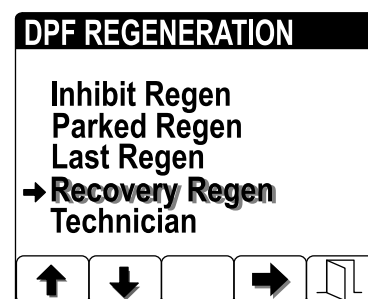 DPF REGENERATION
Inhibit Regen
Parked Regen
Last Regen
Recovery Regen
Technician